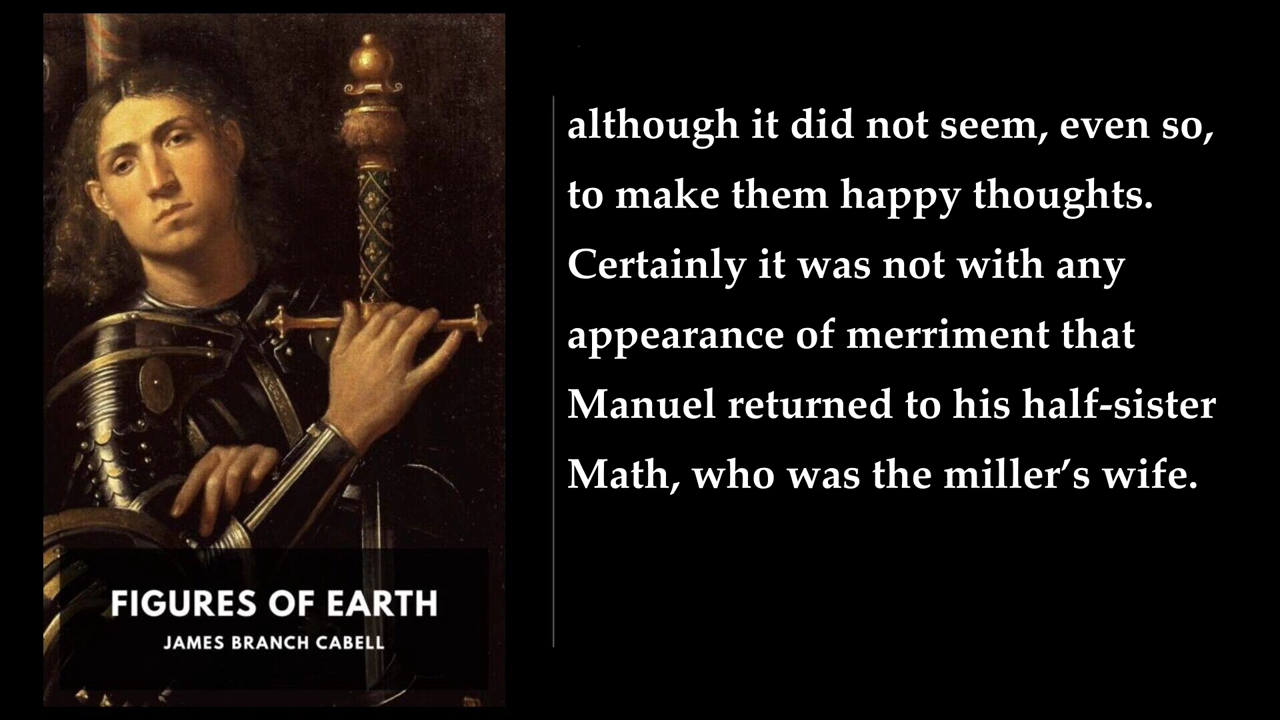 although it did not seem, even so,
to make them happy thoughts.
Certainly it was not with any
appearance of merriment that
Manuel returned to his half-sister
Math, who was the miller’s wife.
FIGURES OF EARTH
JAMES BRANCH CABELL